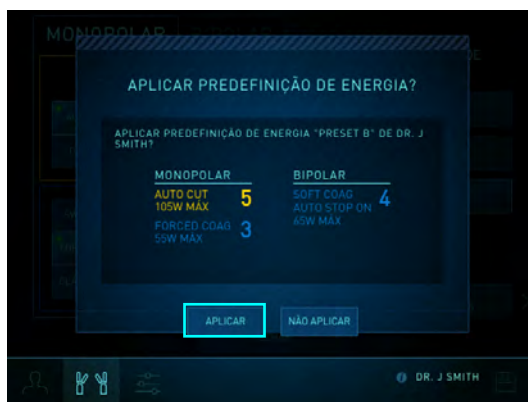 MONOPOLAR
APLICAR PREDEFINIÇÃO DE ENERGIA?
APLICAR PREDEFINIÇÃO DE ENERGIA "PRESET B" DE DR. J
SMITH?
MONOPOLAR
AUTO CUT
105W MÁX
5
FORCED COAG
55W MÁX
3
BIPOLAR
SOFT COAG
AUTO STOP ON
65W MÁX
4
APLICAR
NÃO APLICAR
DR. J SMITH